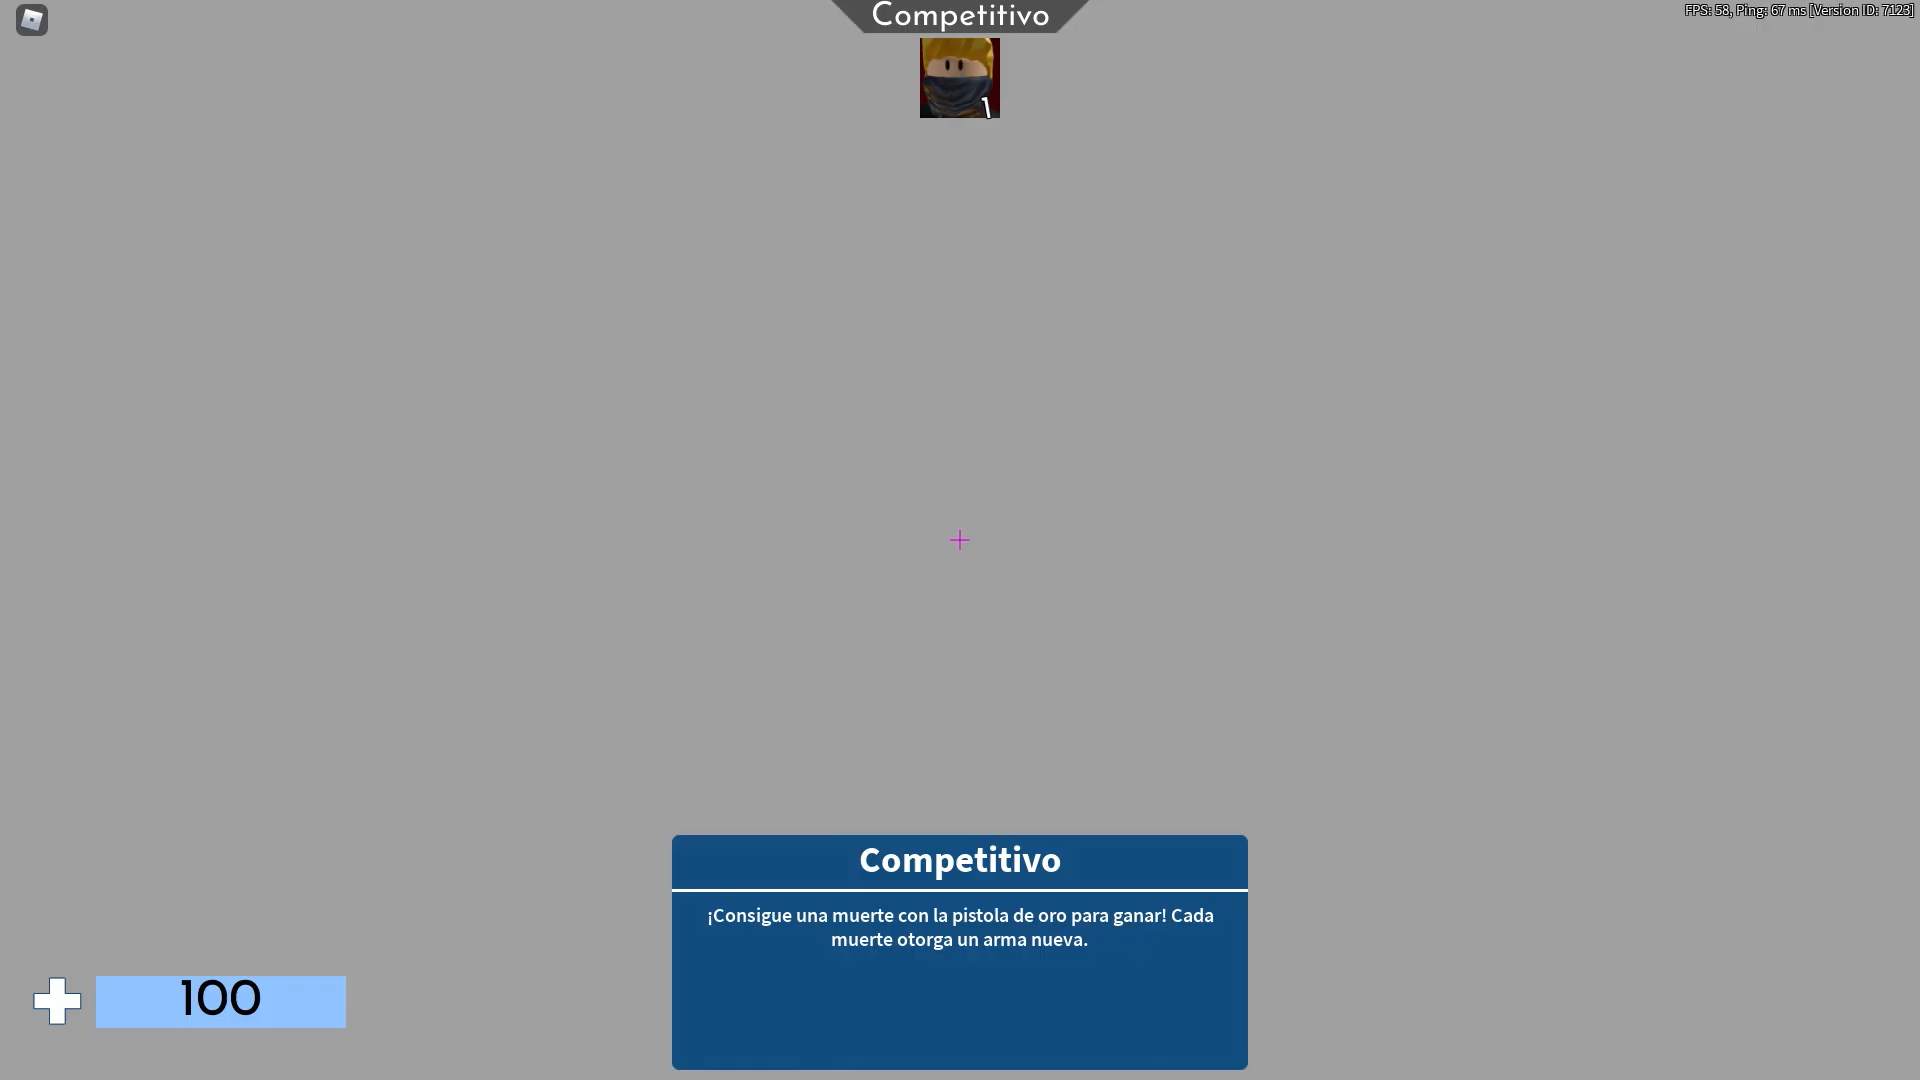 Competitivo
FPS: 58, Ping: 67 ms [Version ID: 7123]
1
Competitivo
¡Consigue una muerte con la pistola de oro para ganar! Cada
muerte otorga un arma nueva.
100